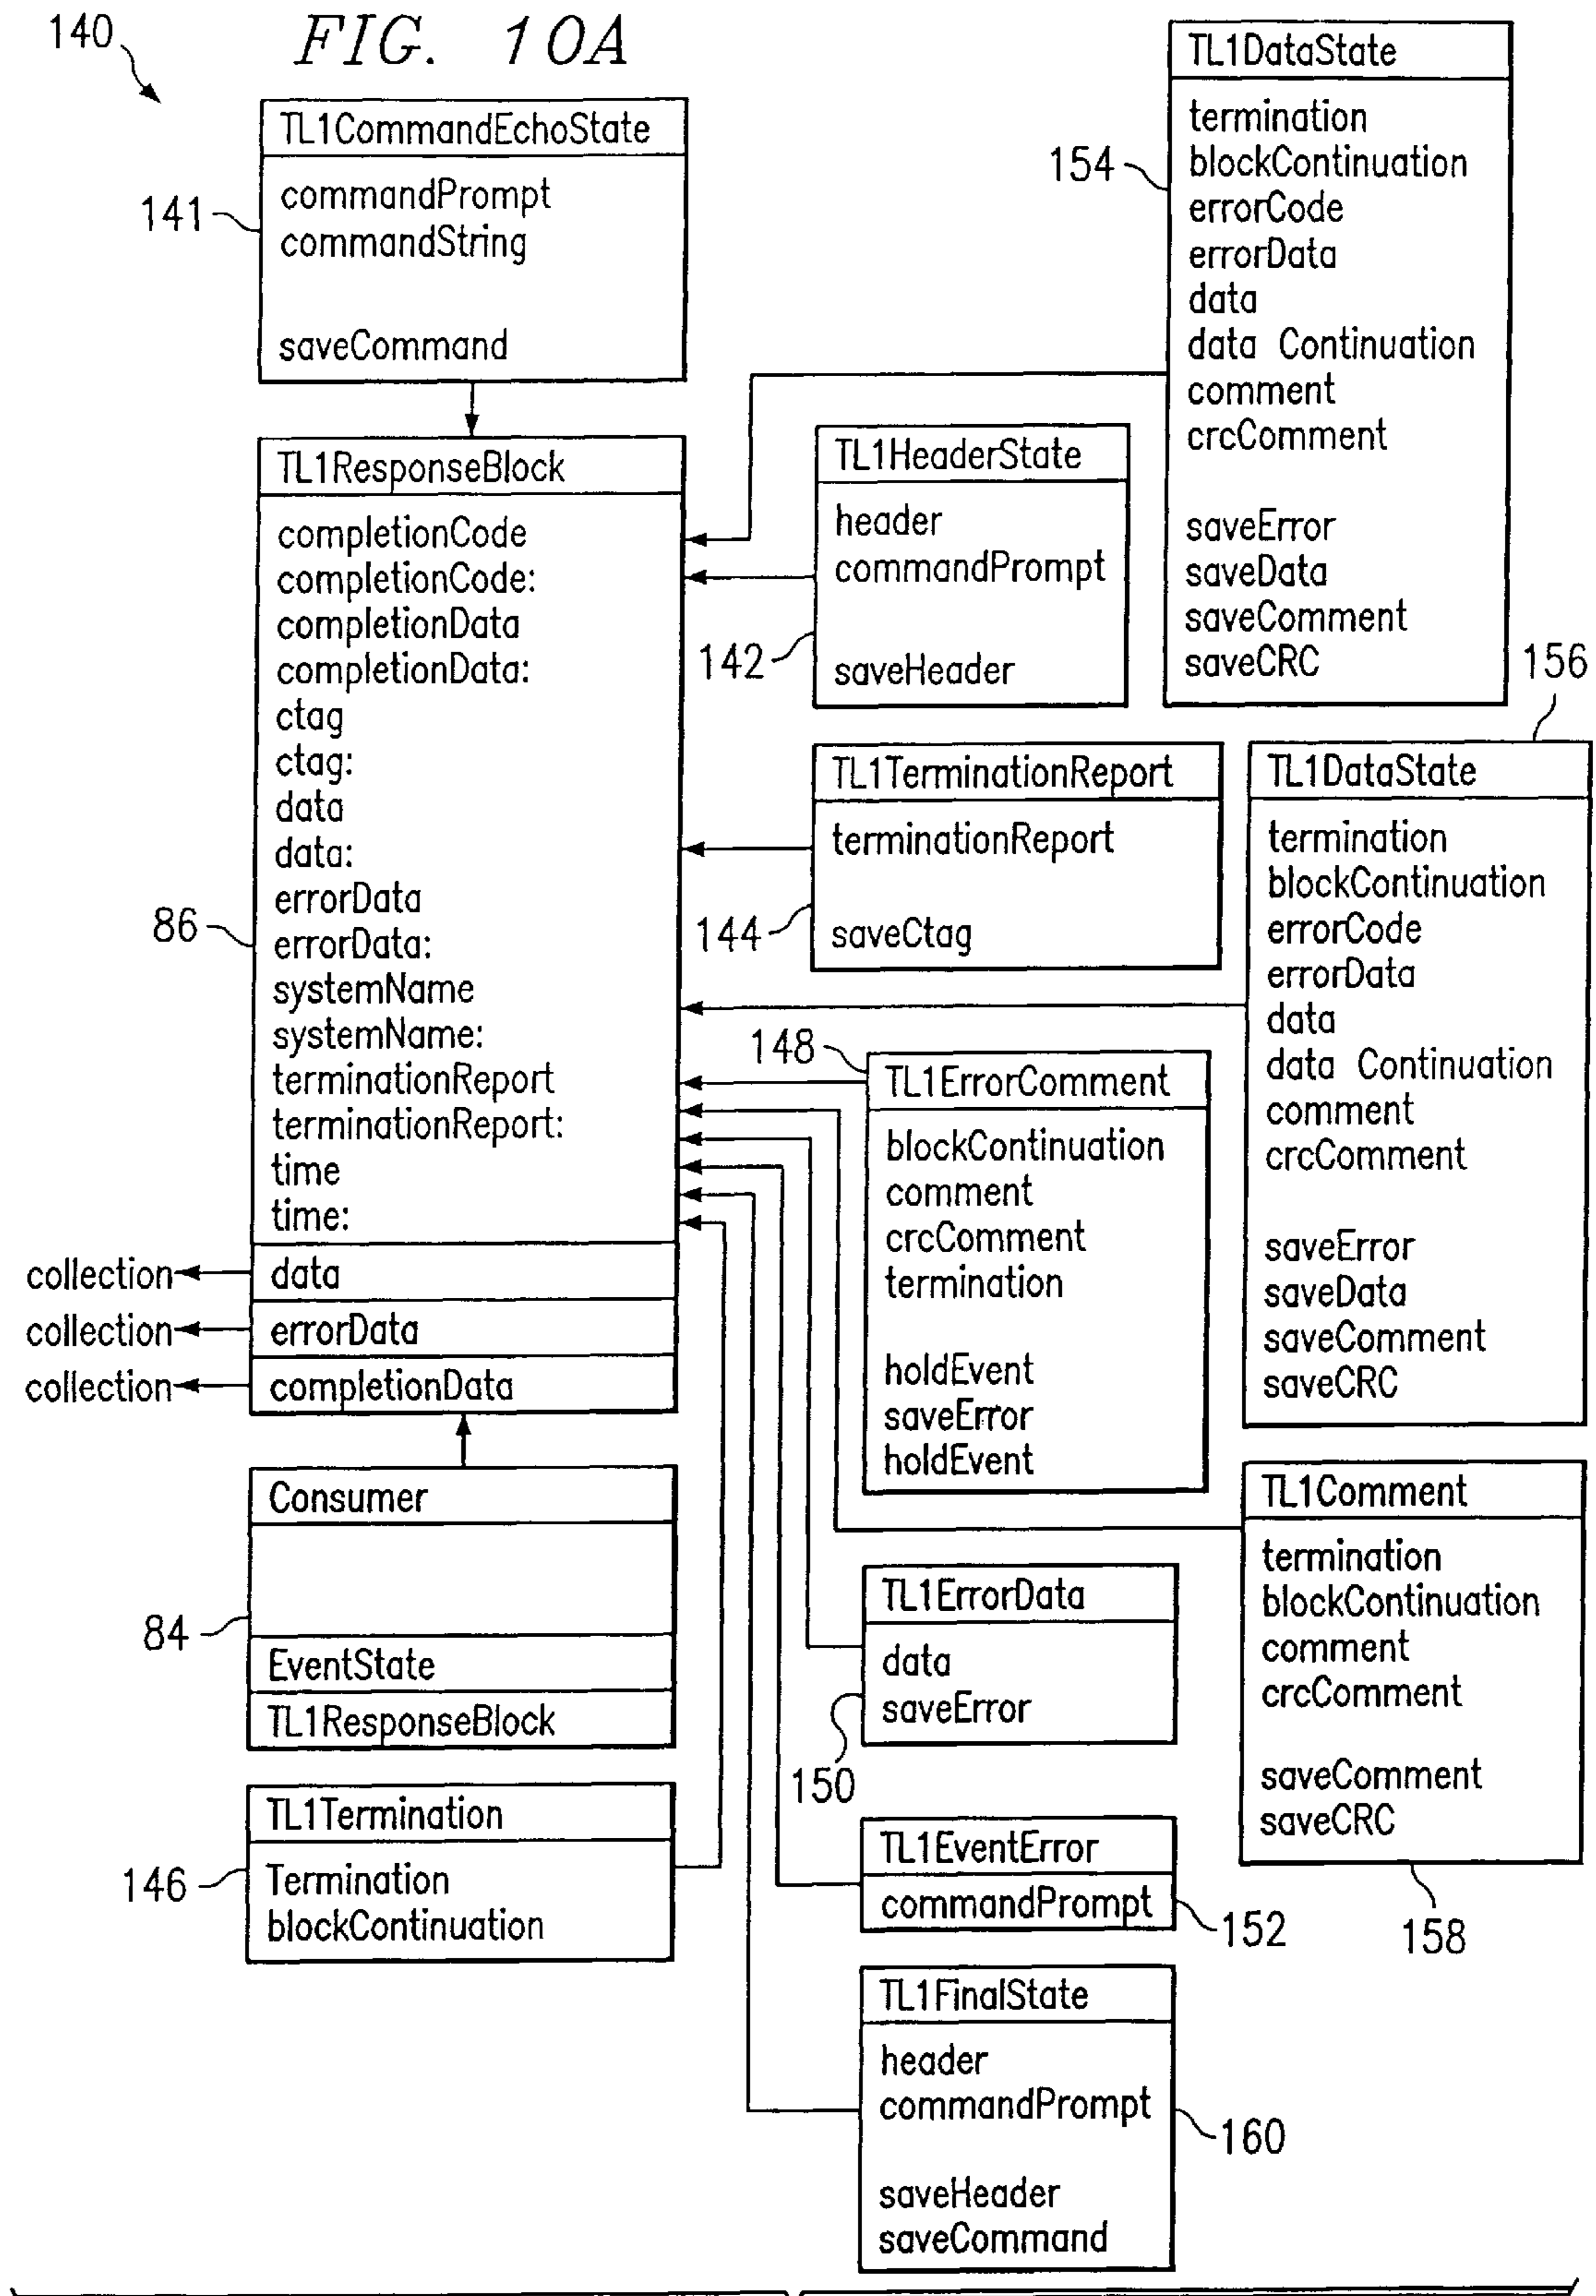 140
FIG. 10A
TL1CommandEchoState
commandPrompt
commandString
saveCommand
141
TL1ResponseBlock
completionCode
completionCode:
completionData
completionData:
ctag
ctag:
data
data:
errorData
errorData:
systemName
systemName:
terminationReport
terminationReport:
time
time:
86
collection
data
collection
errorData
collection
completionData
Consumer
84
EventState
TL1ResponseBlock
TL1Termination
146
Termination
blockContinuation
TL1HeaderState
header
commandPrompt
142
saveHeader
TL1TerminationReport
terminationReport
144
saveCtag
148
TL1ErrorComment
blockContinuation
comment
crcComment
termination
holdEvent
saveError
holdEvent
TL1ErrorData
data
saveError
150
TL1EventError
commandPrompt
152
TL1FinalState
header
commandPrompt
160
saveHeader
saveCommand
TL1DataState
154
termination
blockContinuation
errorCode
errorData
data
data Continuation
comment
crcComment
saveError
saveData
saveComment
saveCRC
156
TL1DataState
termination
blockContinuation
errorCode
errorData
data
data Continuation
comment
crcComment
saveError
saveData
saveComment
saveCRC
TL1Comment
termination
blockContinuation
comment
crcComment
saveComment
saveCRC
158